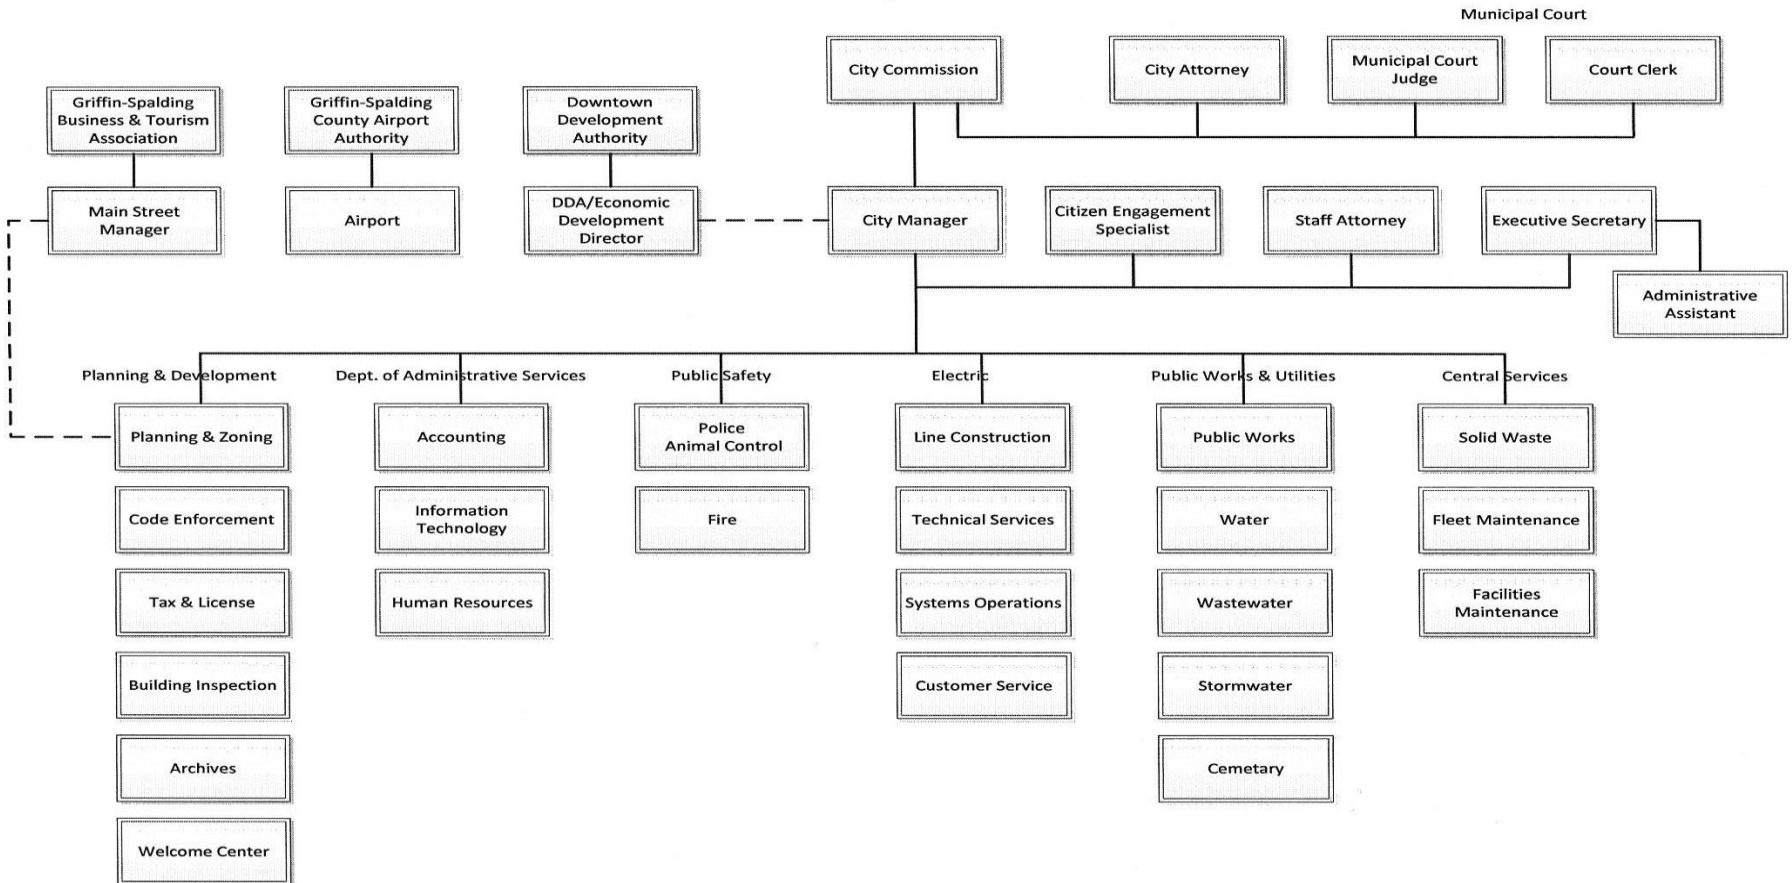 Municipal Court
City Commission
City Attorney
Municipal Court
Judge
Court Clerk
Griffin-Spalding
Business & Tourism
Association
Griffin-Spalding
County Airport
Authority
Downtown
Development
Authority
Main Street
Manager
Airport
DDA/Economic
Development
Director
City Manager
Citizen Engagement
Specialist
Staff Attorney
Executive Secretary
Administrative
Assistant
Planning & Development
Dept. of Administrative Services
Public Safety
Electric
Public Works & Utilities
Central Services
Planning & Zoning
Code Enforcement
Tax & License
Building Inspection
Archives
Welcome Center
Accounting
Information
Technology
Human Resources
Police
Animal Control
Fire
Line Construction
Technical Services
Systems Operations
Customer Service
Public Works
Water
Wastewater
Stormwater
Cemetary
Solid Waste
Fleet Maintenance
Facilities
Maintenance